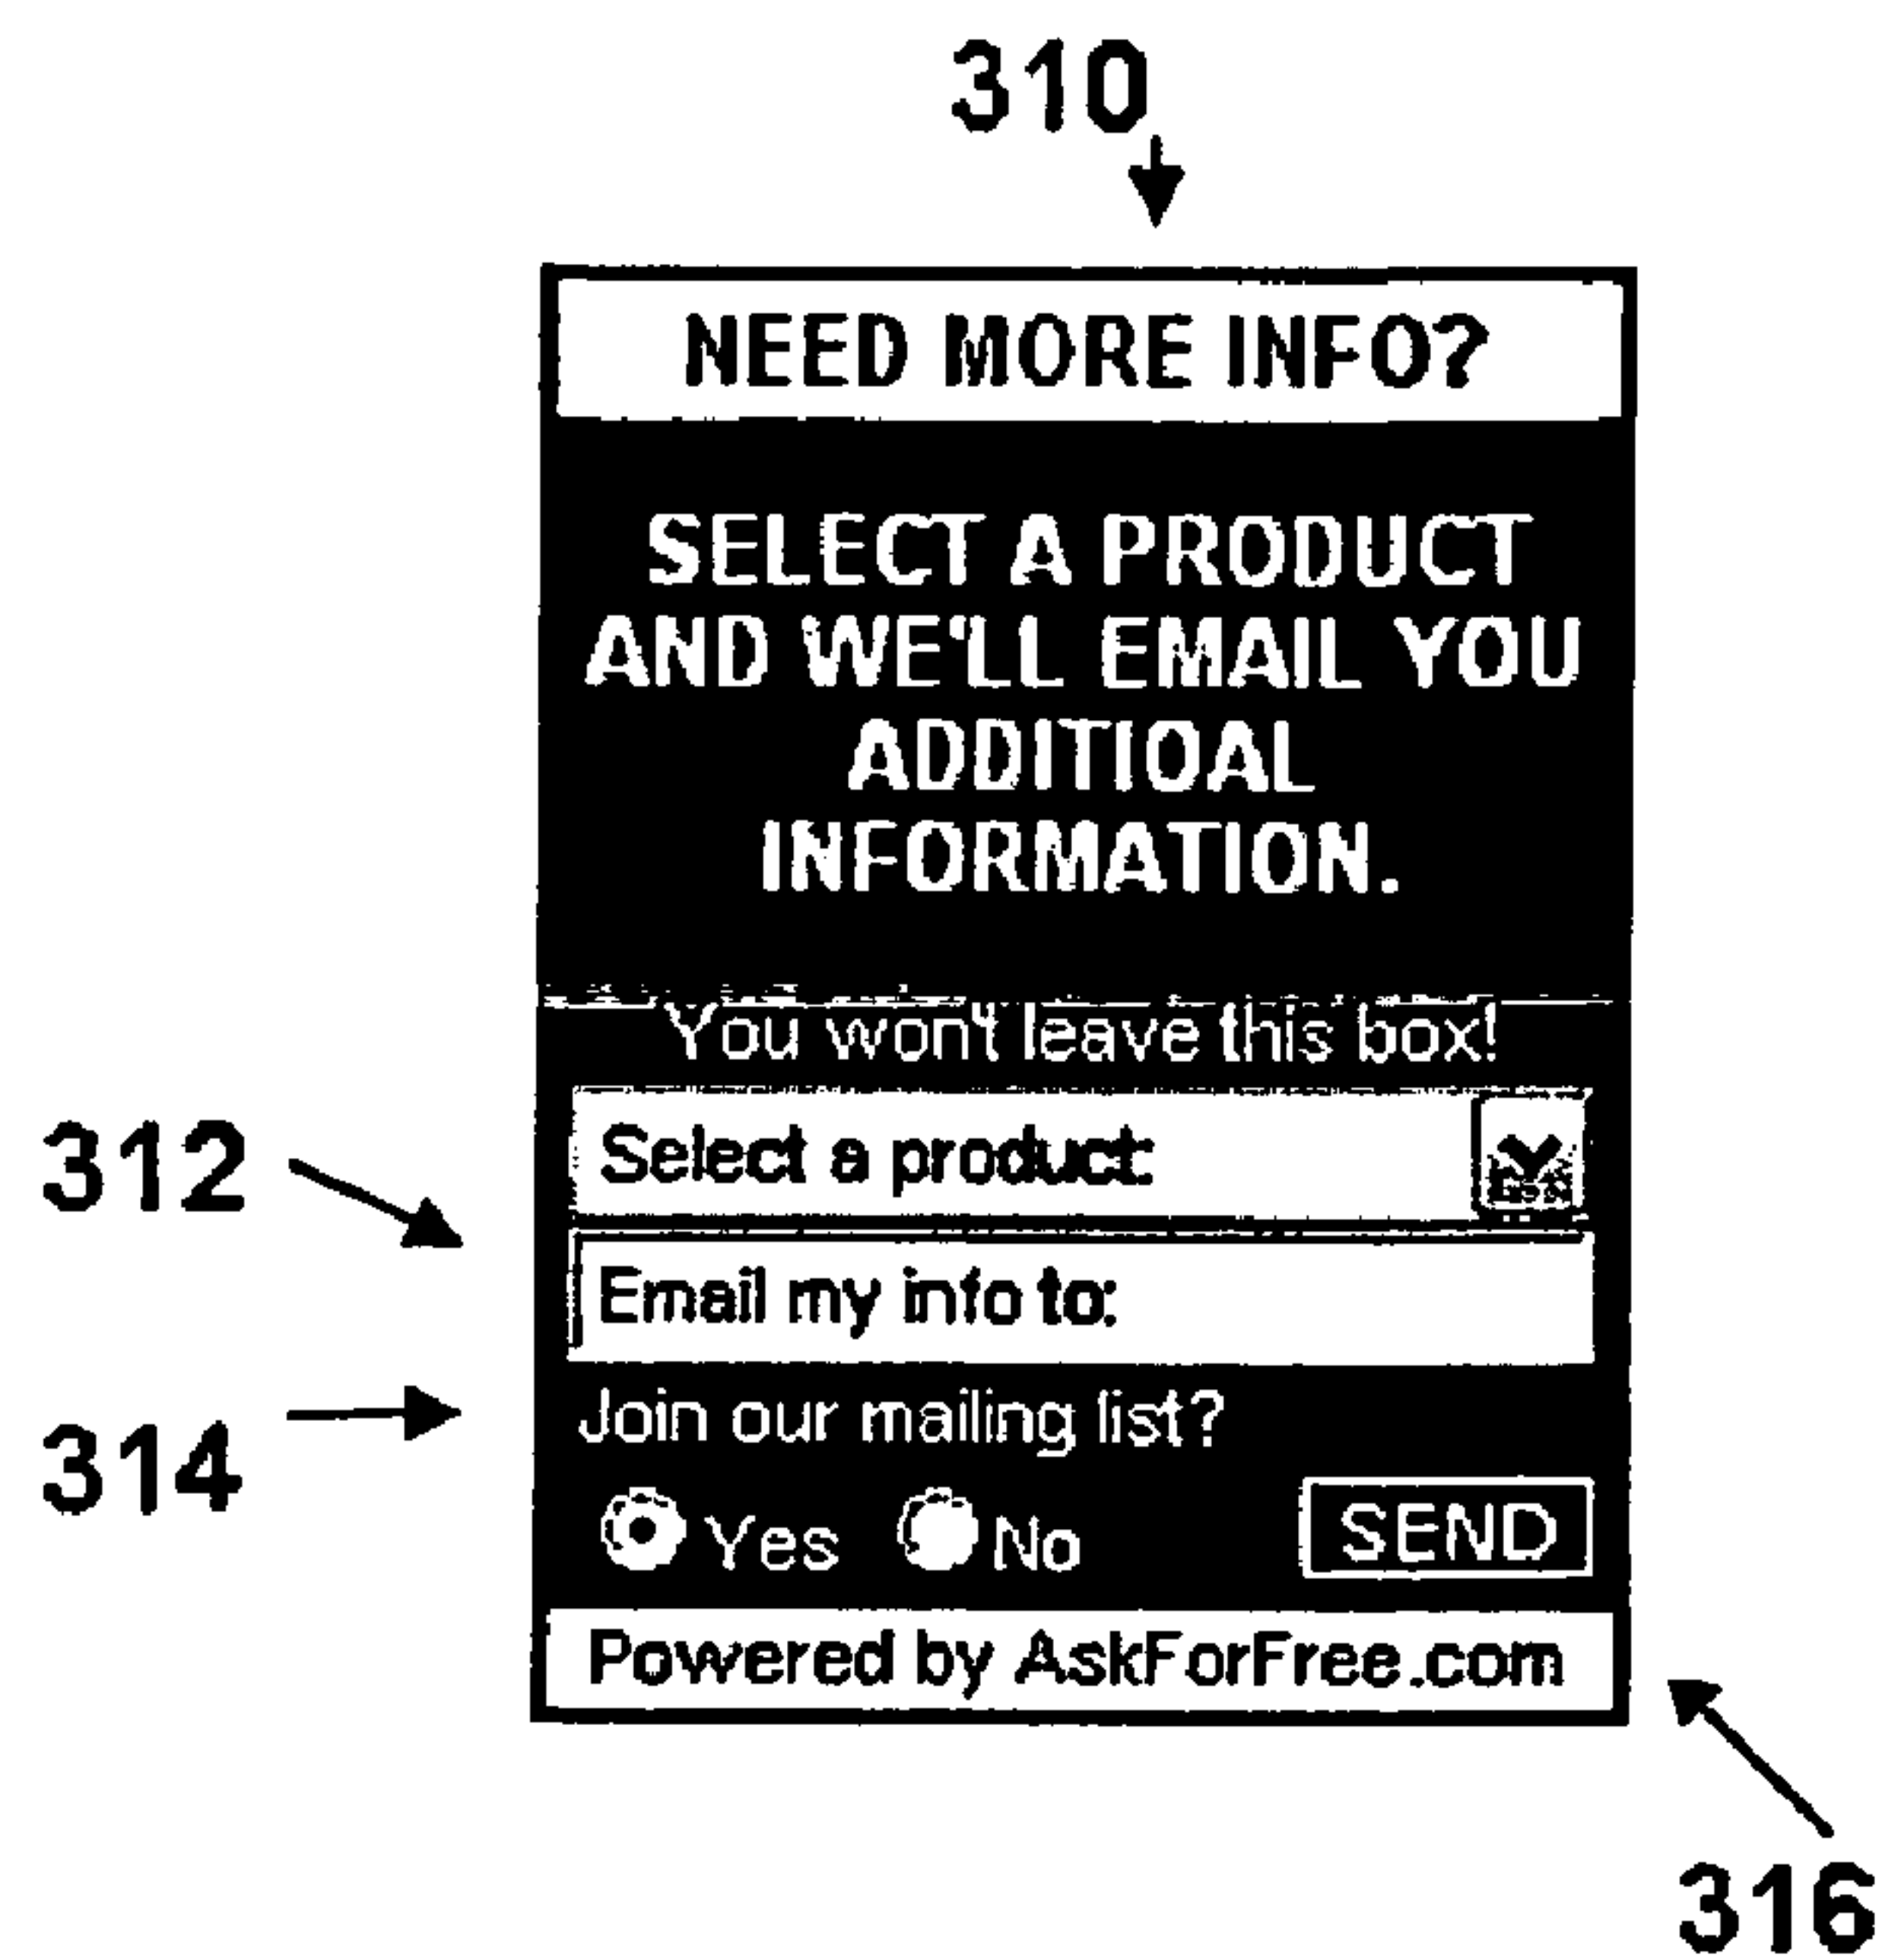 310
NEED MORE INFO?
SELECT A PRODUCT
AND WE'LL EMAIL YOU
ADDITIOAL
INFORMATION.
You won't leave this box!
Select a product:
312
Email my info to:
314
Join our mailing list?
Yes No SEND
Powered by AskForFree.com
316